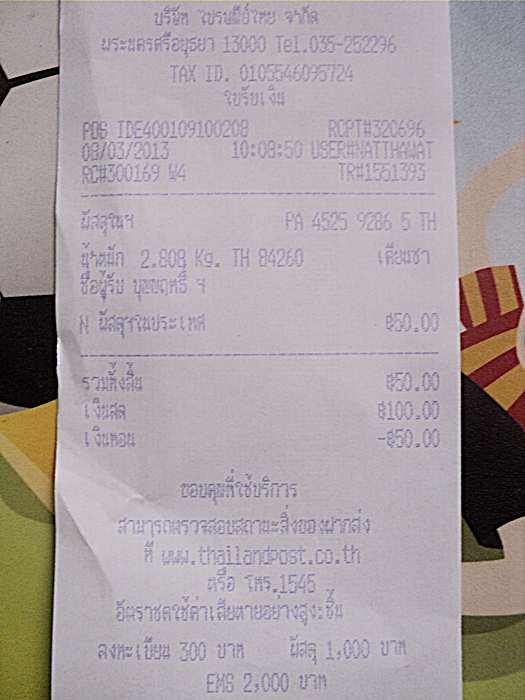 บริษัท ไปรษณีย์ไทย จำกัด
พระนครศรีอยุธยา 13000 Tel.035-252296
TAX ID. 0105546095724
ใบรับเงิน
POS IDE400109100208 RCPT#320696
08/03/2013 10:08:50 USER#NATTHAWAT
RC#300169 W4 TR#1551393
พัสดุในฯ PA 4525 9286 5 TH
น้ำหนัก 2.808 Kg. TH 84260 เคียนซา
ชื่อผู้รับ บุญฤทธิ์ ฯ
N พัสดุฯในประเทศ ฿50.00
รวมทั้งสิ้น ฿50.00
เงินสด ฿100.00
เงินทอน -฿50.00
ขอบคุณที่ใช้บริการ
สามารถตรวจสอบสถานะสิ่งของฝากส่ง
ที่ www.thailandpost.co.th
หรือ โทร.1545
อัตราชดใช้ค่าเสียหายอย่างสูง:ชิ้น
ลงทะเบียน 300 บาท พัสดุ 1,000 บาท
EMS 2,000 บาท